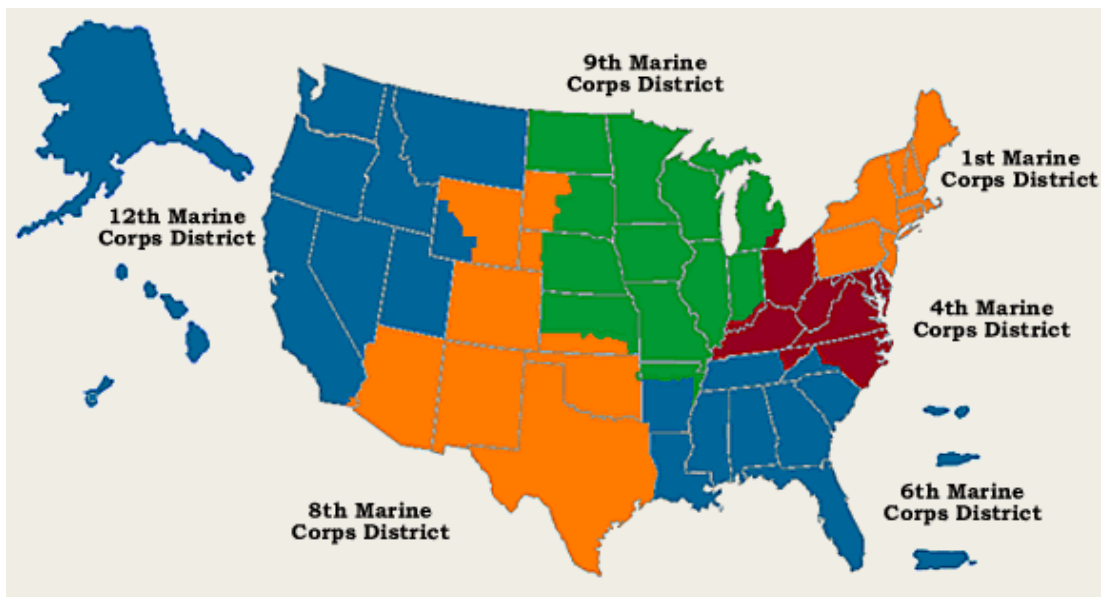 9th Marine
Corps District
1st Marine
Corps District
12th Marine
Corps District
4th Marine
Corps District
8th Marine
Corps District
6th Marine
Corps District